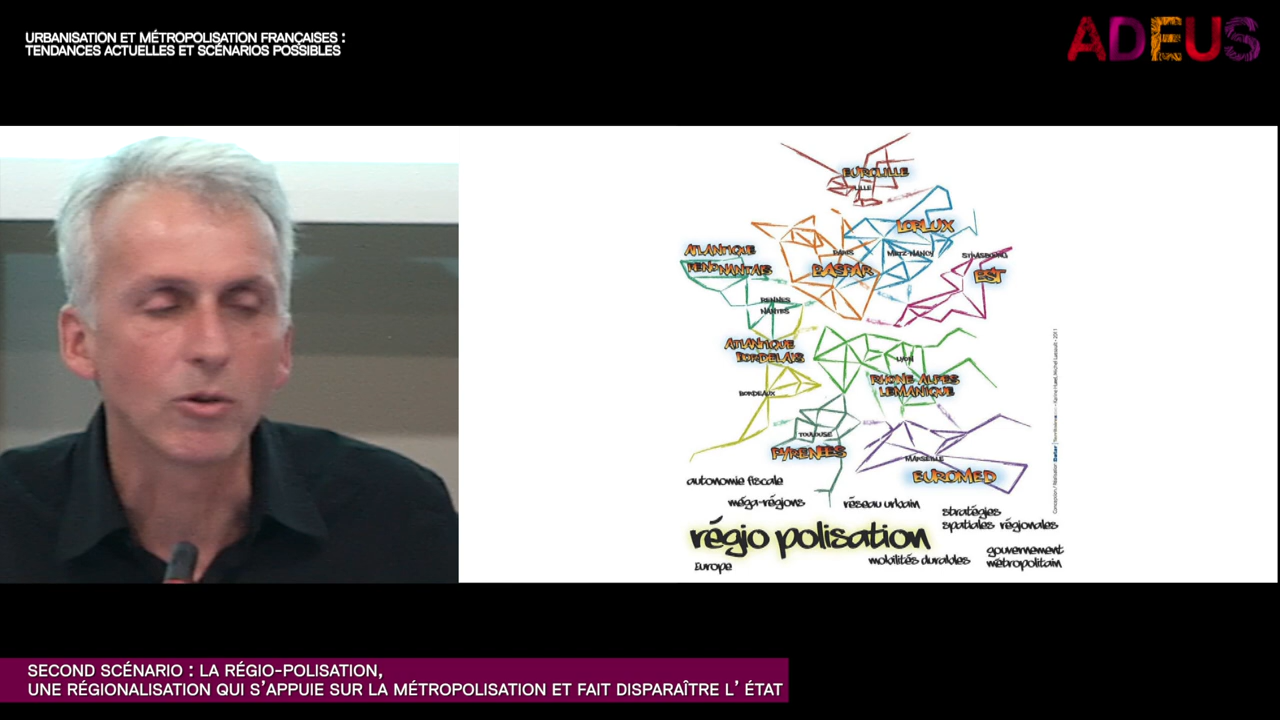 URBANISATION ET MÉTROPOLISATION FRANÇAISES :
TENDANCES ACTUELLES ET SCÉNARIOS POSSIBLES
ADEUS
EUROLILLE
LILLE
LORLUX
ATLANTIQUE
RENO NANTAIS
PARIS
METZ-NANCY
STRASBOURG
BASPAR
EST
RENNES
NANTES
ATLANTIQUE
BORDELAIS
LYON
RHONE ALPES
LEMANIQUE
BORDEAUX
TOULOUSE
PYRENEES
MARSEILLE
EUROMED
autonomie fiscale
méga-régions
réseau urbain
stratégies
spatiales régionales
régio polisation
gouvernement
métropolitain
mobilités durables
Europe
SECOND SCÉNARIO : LA RÉGIO-POLISATION,
UNE RÉGIONALISATION QUI S'APPUIE SUR LA MÉTROPOLISATION ET FAIT DISPARAÎTRE L' ÉTAT